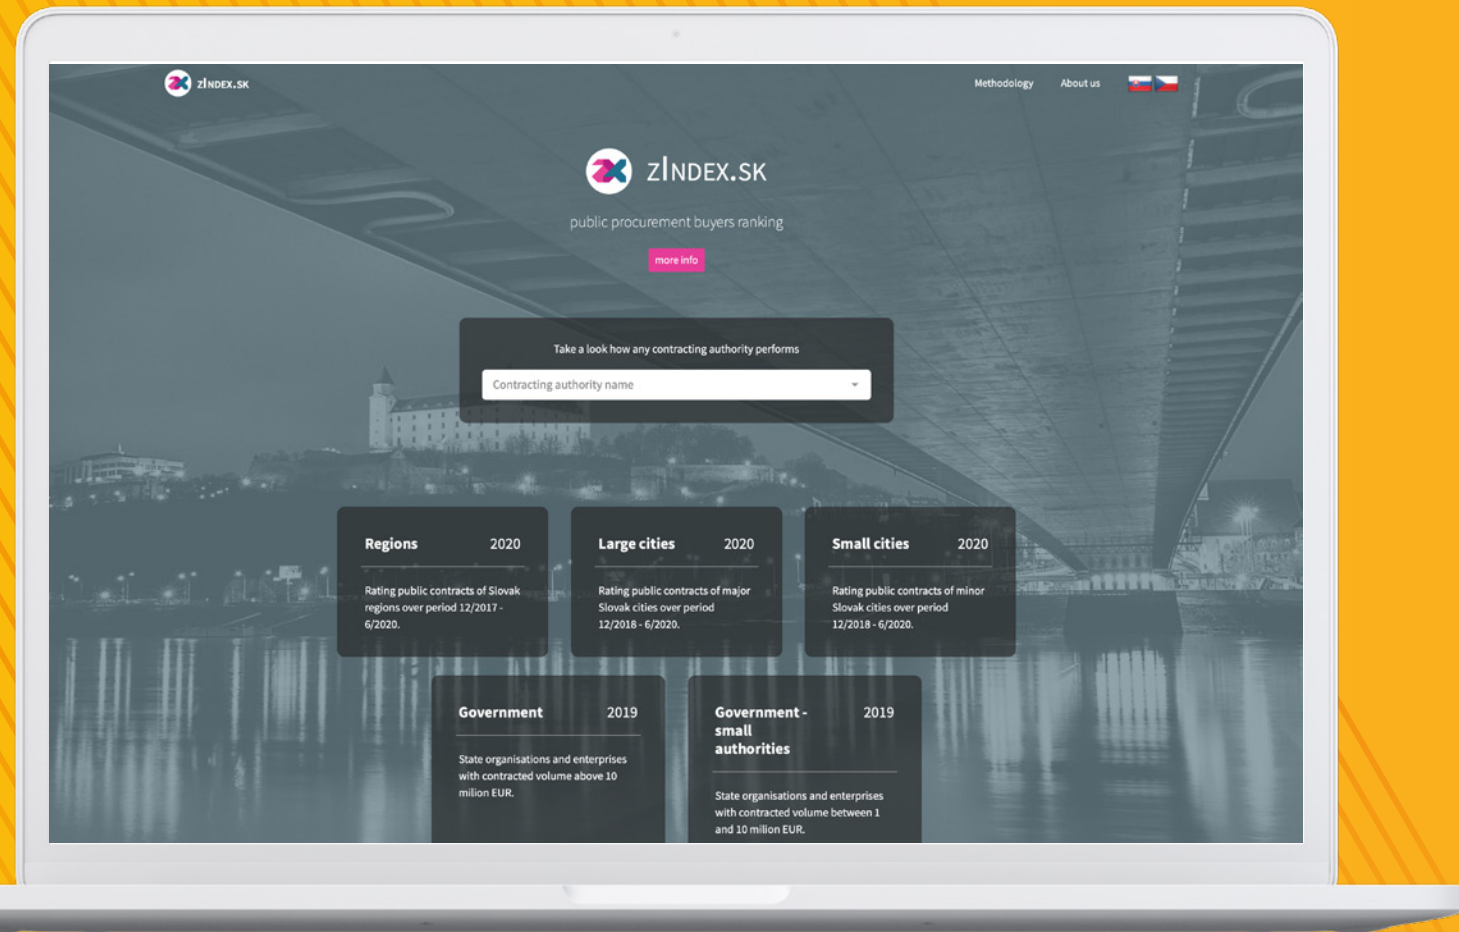 zIndex.sk
Methodology
About us
zIndex.sk
public procurement buyers ranking
more info
Take a look how any contracting authority performs
Contracting authority name
Regions 2020
Rating public contracts of Slovak
regions over period 12/2017 -
6/2020.
Large cities 2020
Rating public contracts of major
Slovak cities over period
12/2018 - 6/2020.
Small cities 2020
Rating public contracts of minor
Slovak cities over period
12/2018 - 6/2020.
Government 2019
State organisations and enterprises
with contracted volume above 10
milion EUR.
Government - 2019
small
authorities
State organisations and enterprises
with contracted volume between 1
and 10 milion EUR.